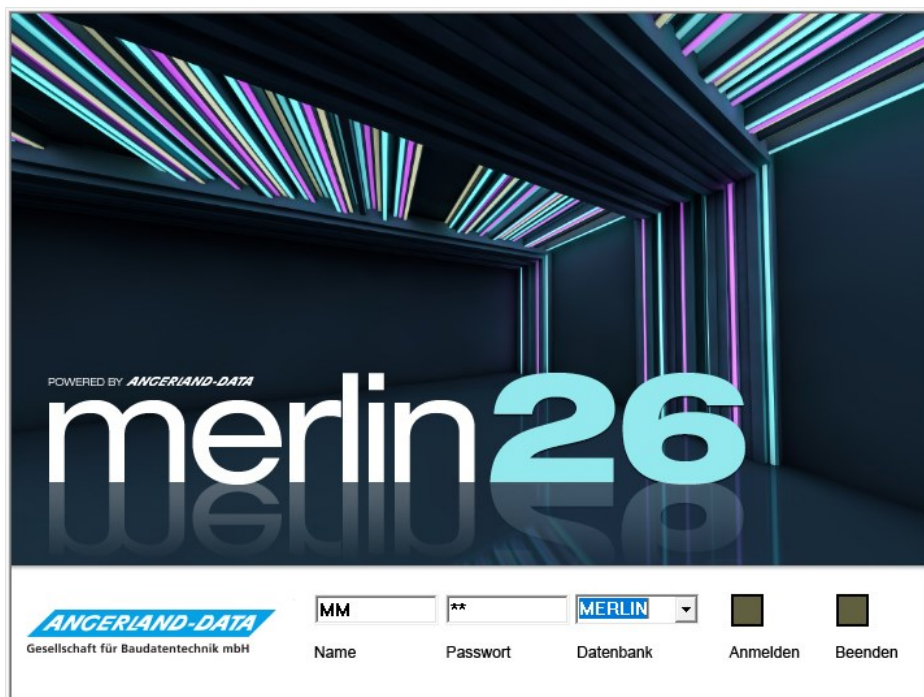 POWERED BY ANGERLAND-DATA
merlin26
ANGERLAND-DATA
Gesellschaft für Baudatentechnik mbH
MM ** MERLIN
Name Passwort Datenbank Anmelden Beenden